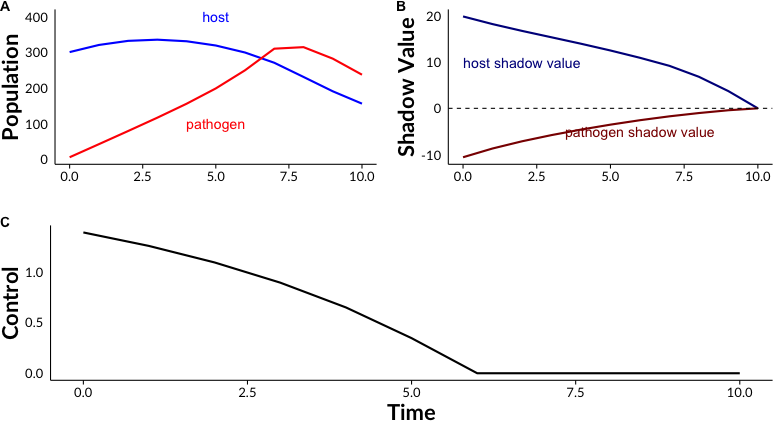 A
Population
400
300
200
100
0
host
pathogen
0.0 2.5 5.0 7.5 10.0
B
Shadow Value
20
10
0
-10
host shadow value
pathogen shadow value
0.0 2.5 5.0 7.5 10.0
C
Control
1.0
0.5
0.0
0.0 2.5 5.0 7.5 10.0
Time